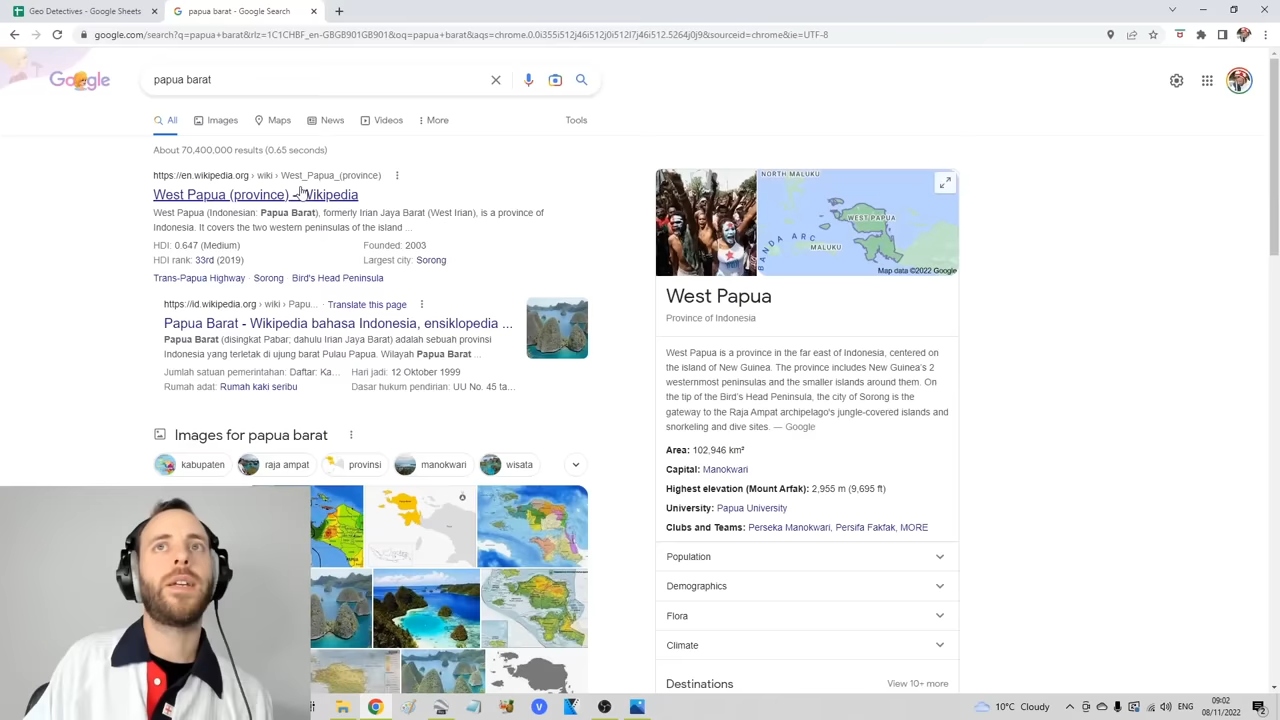 Geo Detectives - Google Sheets
papua barat - Google Search
google.com/search?q=papua+barat&rlz=1C1CHBF_en-GBGB901GB901&oq=papua+barat&aqs=chrome.0.0i355i512j46i512j0i512l7j46i512.5264j0j9&sourceid=chrome&ie=UTF-8
Google
papua barat
All
Images
Maps
News
Videos
More
Tools
About 70,400,000 results (0.65 seconds)
https://en.wikipedia.org › wiki › West_Papua_(province)
West Papua (province) - Wikipedia
West Papua (Indonesian: Papua Barat), formerly Irian Jaya Barat (West Irian), is a province of
Indonesia. It covers the two western peninsulas of the island ...
HDI: 0.647 (Medium)
Founded: 2003
HDI rank: 33rd (2019)
Largest city: Sorong
Trans-Papua Highway · Sorong · Bird's Head Peninsula
https://id.wikipedia.org › wiki › Papu... · Translate this page
Papua Barat - Wikipedia bahasa Indonesia, ensiklopedia ...
Papua Barat (disingkat Pabar; dahulu Irian Jaya Barat) adalah sebuah provinsi
Indonesia yang terletak di ujung barat Pulau Papua. Wilayah Papua Barat ...
Jumlah satuan pemerintahan: Daftar: Ka...
Hari jadi: 12 Oktober 1999
Rumah adat: Rumah kaki seribu
Dasar hukum pendirian: UU No. 45 ta...
Images for papua barat
kabupaten
raja ampat
provinsi
manokwari
wisata
NORTH MALUKU
WEST PAPUA
MALUKU
BANDA ARC
Map data ©2022 Google
West Papua
Province of Indonesia
West Papua is a province in the far east of Indonesia, centered on
the island of New Guinea. The province includes New Guinea's 2
westernmost peninsulas and the smaller islands around them. On
the tip of the Bird's Head Peninsula, the city of Sorong is the
gateway to the Raja Ampat archipelago's jungle-covered islands and
snorkeling and dive sites. — Google
Area: 102,946 km²
Capital: Manokwari
Highest elevation (Mount Arfak): 2,955 m (9,695 ft)
University: Papua University
Clubs and Teams: Perseka Manokwari, Persifa Fakfak, MORE
Population
Demographics
Flora
Climate
Destinations
View 10+ more
10°C Cloudy
ENG
09:02
08/11/2022